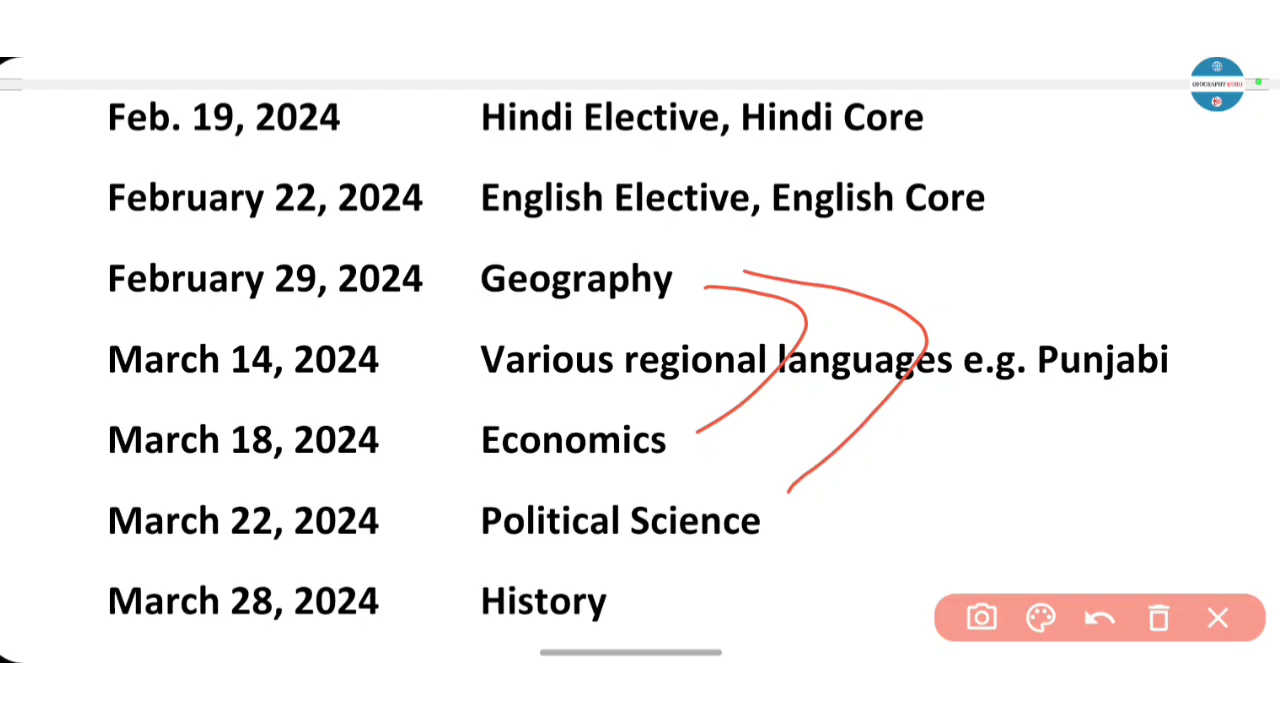 GEOGRAPHY GURU
Feb. 19, 2024 Hindi Elective, Hindi Core
February 22, 2024 English Elective, English Core
February 29, 2024 Geography
March 14, 2024 Various regional languages e.g. Punjabi
March 18, 2024 Economics
March 22, 2024 Political Science
March 28, 2024 History